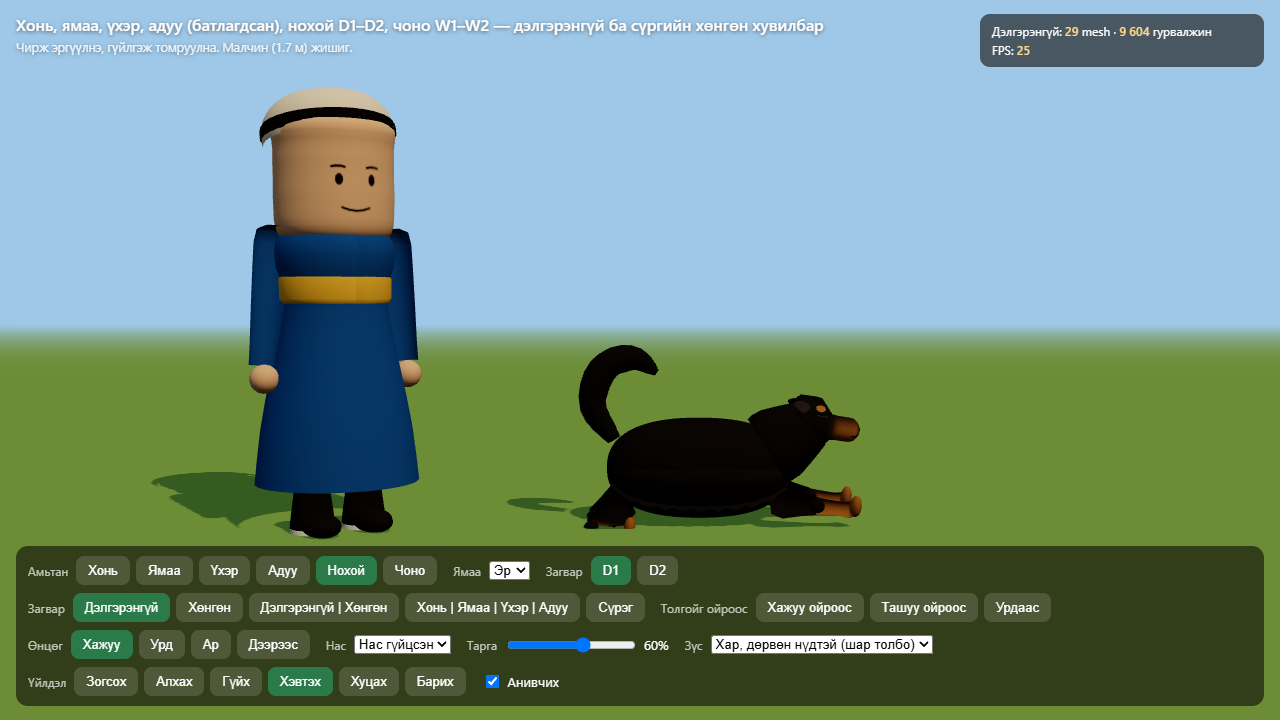 Хонь, ямаа, үхэр, адуу (батлагдсан), нохой D1–D2, чоно W1–W2 — дэлгэрэнгүй ба сүргийн хөнгөн хувилбар
Чирж эргүүлнэ, гүйлгэж томруулна. Малчин (1.7 м) жишиг.
Дэлгэрэнгүй: 29 mesh · 9 604 гурвалжин
FPS: 25
Амьтан Хонь Ямаа Үхэр Адуу Нохой Чоно Ямаа Эр Загвар D1 D2
Загвар Дэлгэрэнгүй Хөнгөн Дэлгэрэнгүй | Хөнгөн Хонь | Ямаа | Үхэр | Адуу Сүрэг Толгойг ойроос Хажуу ойроос Ташуу ойроос Урдаас
Өнцөг Хажуу Урд Ар Дээрээс Нас Нас гүйцсэн Тарга 60% Зүс Хар, дөрвөн нүдтэй (шар толбо)
Үйлдэл Зогсох Алхах Гүйх Хэвтэх Хуцах Барих Анивчих